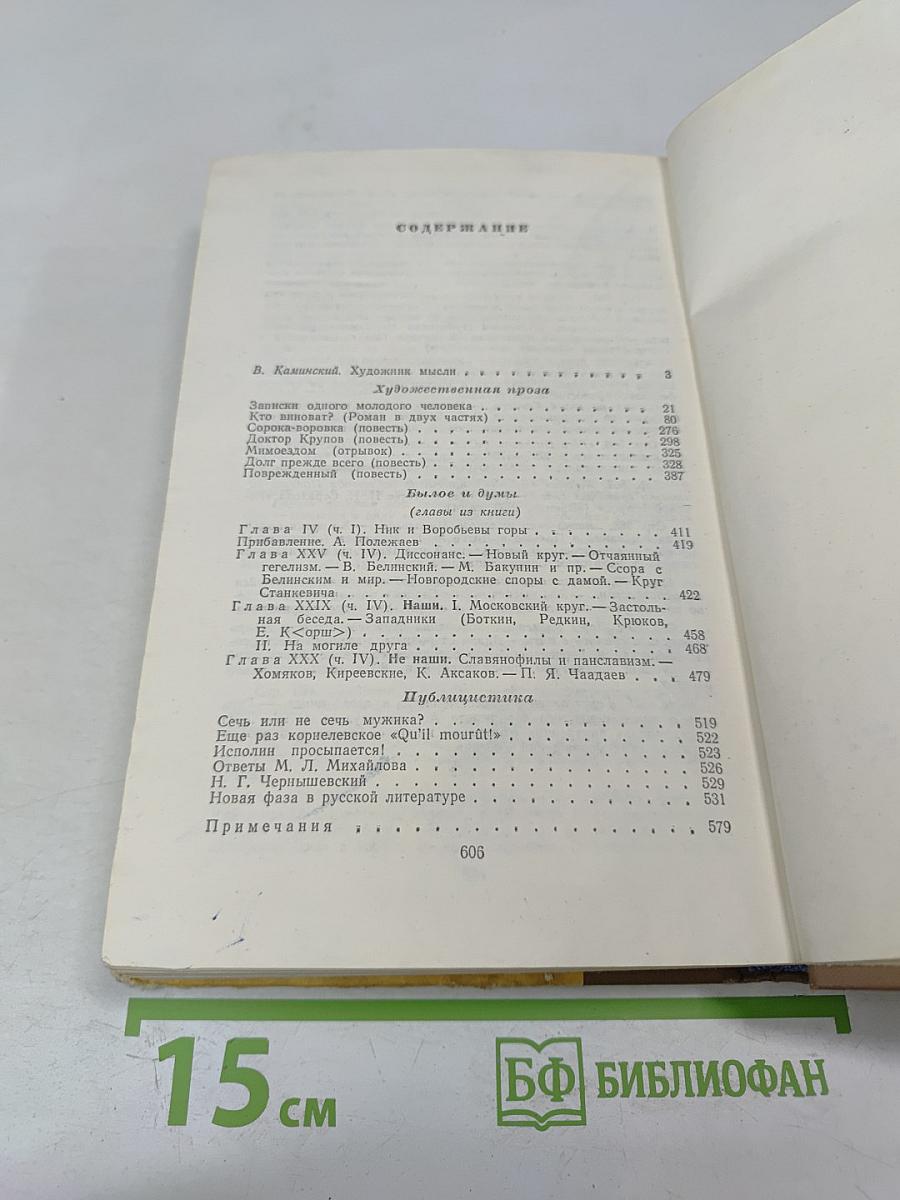 СОДЕРЖАНИЕ
В. Каминский. Художник мысли . . . . . . . . . . . . 3
Художественная проза
Записки одного молодого человека . . . . . . . . . . . 21
Кто виноват? (Роман в двух частях) . . . . . . . . . . 80
Сорока-воровка (повесть) . . . . . . . . . . . . . . 276
Доктор Крупов (повесть) . . . . . . . . . . . . . . 298
Мимоездом (отрывок) . . . . . . . . . . . . . . . 325
Долг прежде всего (повесть) . . . . . . . . . . . . . 328
Поврежденный (повесть) . . . . . . . . . . . . . . 387
Былое и думы
(главы из книги)
Глава IV (ч. I). Ник и Воробьевы горы . . . . . . . 411
Прибавление. А. Полежаев . . . . . . . . . . . . . 419
Глава XXV (ч. IV). Диссонанс. — Новый круг. — Отчаянный
гегелизм. — В. Белинский. — М. Бакунин и пр. — Ссора с
Белинским и мир. — Новгородские споры с дамой. — Круг
Станкевича . . . . . . . . . . . . . . . . . . 422
Глава XXIX (ч. IV). Наши. I. Московский круг. — Застоль-
ная беседа. — Западники (Боткин, Редкин, Крюков,
Е. К<орш>) . . . . . . . . . . . . . . . . . 458
II. На могиле друга . . . . . . . . . . . . . . . 468
Глава XXX (ч. IV). Не наши. Славянофилы и панславизм. —
Хомяков, Киреевские, К. Аксаков. — П. Я. Чаадаев . . . 479
Публицистика
Сечь или не сечь мужика? . . . . . . . . . . . . . . 519
Еще раз корнелевское «Qu'il mourût!» . . . . . . . . . . 522
Исполин просыпается! . . . . . . . . . . . . . . . . 523
Ответы М. Л. Михайлова . . . . . . . . . . . . . . . 526
Н. Г. Чернышевский . . . . . . . . . . . . . . . . . 529
Новая фаза в русской литературе . . . . . . . . . . . . 531
Примечания . . . . . . . . . . . . . . . . . . 579
606
15 см
БФ БИБЛИОФАН